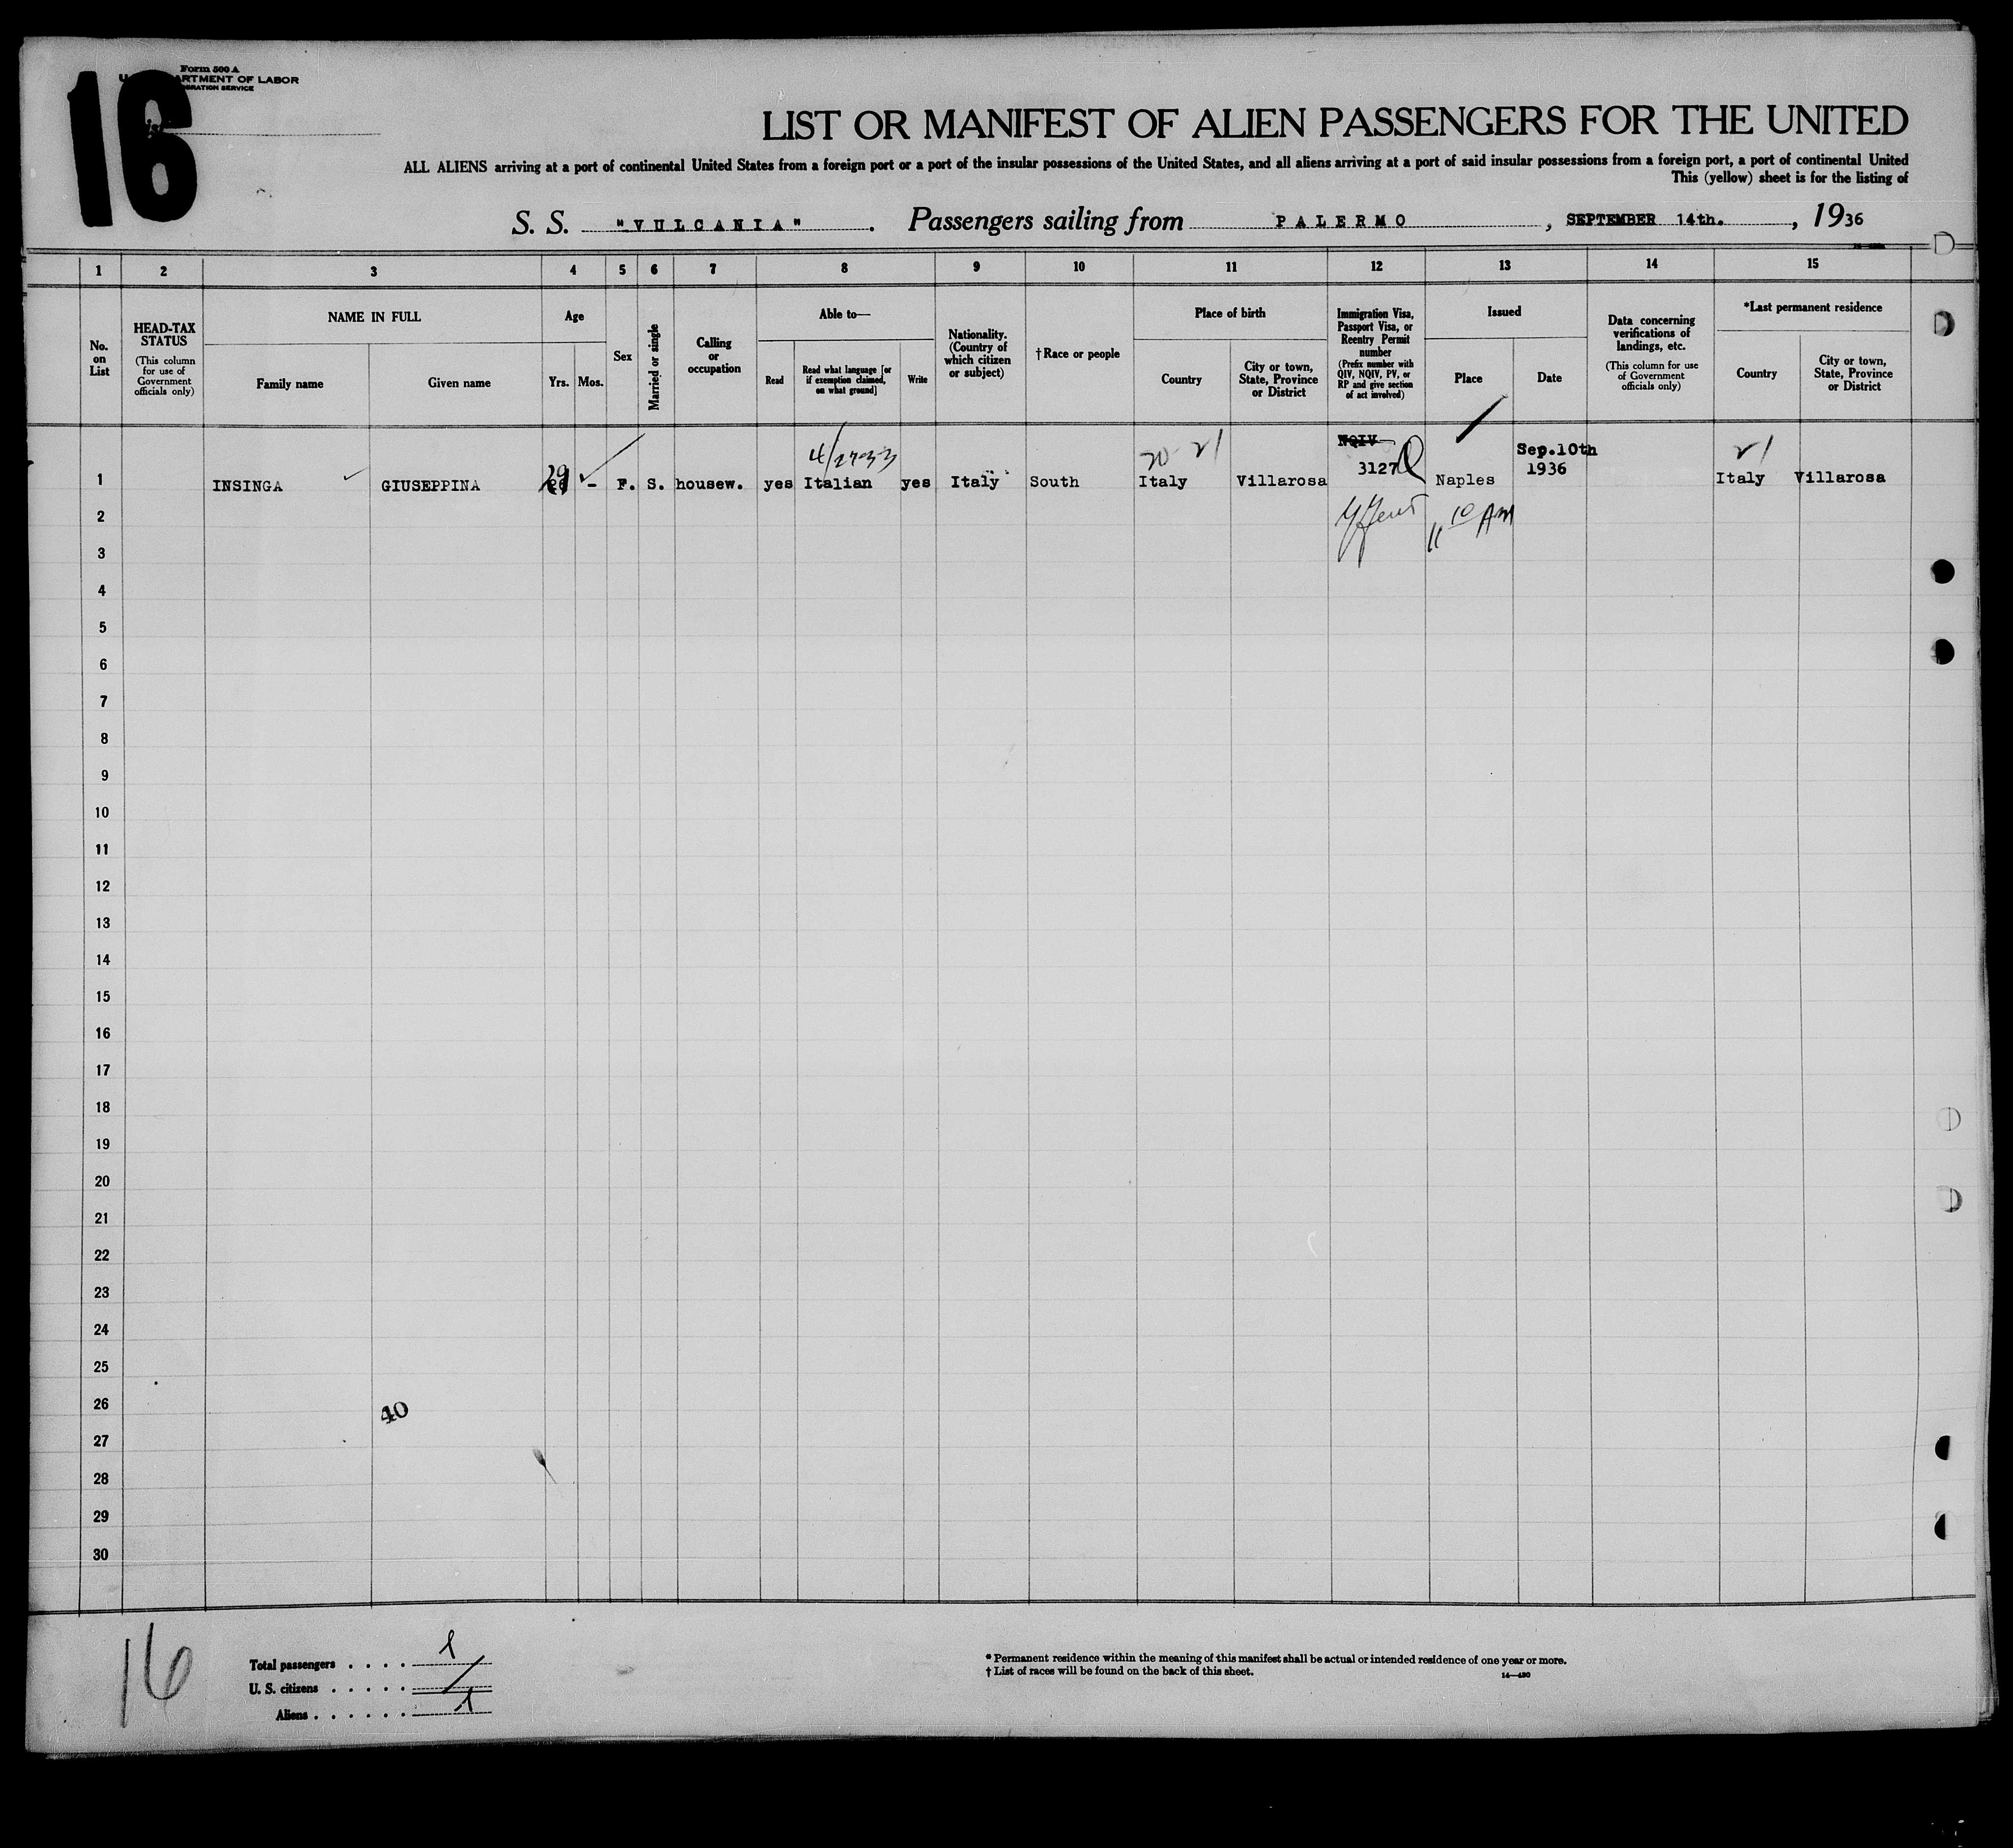 16
Form 500 A
U. ARTMENT OF LABOR
GRATION SERVICE
LIST OR MANIFEST OF ALIEN PASSENGERS FOR THE UNITED
ALL ALIENS arriving at a port of continental United States from a foreign port or a port of the insular possessions of the United States, and all aliens arriving at a port of said insular possessions from a foreign port, a port of continental United
This (yellow) sheet is for the listing of
S. S. "VULCANIA". Passengers sailing from PALERMO, SEPTEMBER 14th., 1936
1 2 3 4 5 6 7 8 9 10 11 12 13 14 15
No. on List
HEAD-TAX STATUS
(This column for use of Government officials only)
NAME IN FULL
Family name
Given name
Age
Yrs.
Mos.
Sex
Married or single
Calling or occupation
Able to—
Read
Read what language [or if exemption claimed, on what ground]
Write
Nationality. (Country of which citizen or subject)
†Race or people
Place of birth
Country
City or town, State, Province or District
Immigration Visa, Passport Visa, or Reentry Permit number
(Prefix number with QIV, NQIV, PV, or RP and give section of act involved)
Issued
Place
Date
Data concerning verifications of landings, etc.
(This column for use of Government officials only)
*Last permanent residence
Country
City or town, State, Province or District
NQIV Sep.10th
1 INSINGA GIUSEPPINA 29 - F. S. housew. yes Italian yes Italy South Italy Villarosa 3127 Naples 1936 Italy Villarosa
2
10 AM
3
4
5
6
7
8
9
10
11
12
13
14
15
16
17
18
19
20
21
22
23
24
25
26
40
27
28
29
30
16
Total passengers . . . . 1
U. S. citizens . . . . . /
Aliens . . . . . . 1
* Permanent residence within the meaning of this manifest shall be actual or intended residence of one year or more.
† List of races will be found on the back of this sheet.
14—420